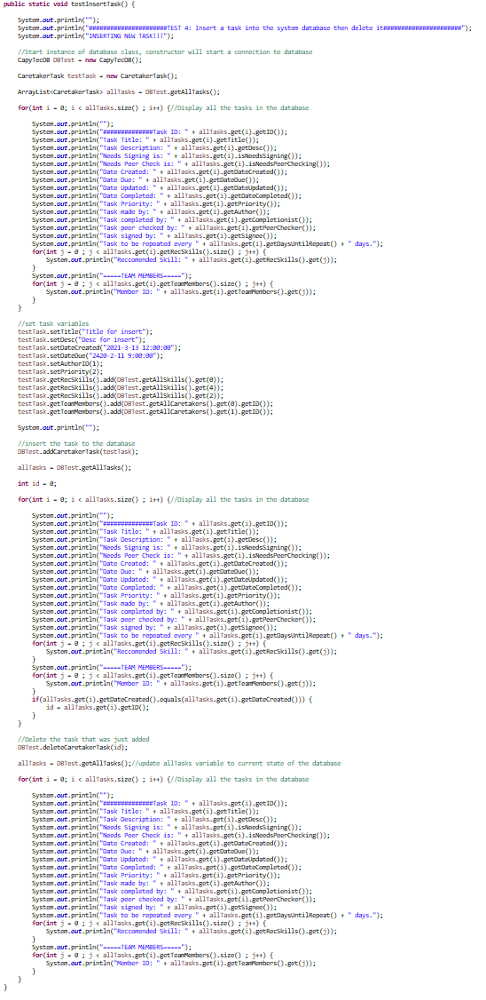 public static void testInsertTask() {
System.out.println("");
System.out.println("######################TEST 4: Insert a task into the system database then delete it######################");
System.out.println("INSERTING NEW TASK!!!");
//Start instance of database class, constructor will start a connection to database
CapyTecDB DBTest = new CapyTecDB();
CaretakerTask testTask = new CaretakerTask();
ArrayList<CaretakerTask> allTasks = DBTest.getAllTasks();
for(int i = 0; i < allTasks.size() ; i++) {//Display all the tasks in the database
System.out.println("");
System.out.println("##############Task ID: " + allTasks.get(i).getID());
System.out.println("Task Title: " + allTasks.get(i).getTitle());
System.out.println("Task Description: " + allTasks.get(i).getDesc());
System.out.println("Needs Signing is: " + allTasks.get(i).isNeedsSigning());
System.out.println("Needs Peer Check is: " + allTasks.get(i).isNeedsPeerChecking());
System.out.println("Date Created: " + allTasks.get(i).getDateCreated());
System.out.println("Date Due: " + allTasks.get(i).getDateDue());
System.out.println("Date Updated: " + allTasks.get(i).getDateUpdated());
System.out.println("Date Completed: " + allTasks.get(i).getDateCompleted());
System.out.println("Task Priority: " + allTasks.get(i).getPriority());
System.out.println("Task made by: " + allTasks.get(i).getAuthor());
System.out.println("Task completed by: " + allTasks.get(i).getCompletionist());
System.out.println("Task peer checked by: " + allTasks.get(i).getPeerChecker());
System.out.println("Task signed by: " + allTasks.get(i).getSignee());
System.out.println("Task to be repeated every " + allTasks.get(i).getDaysUntilRepeat() + " days.");
for(int j = 0 ; j < allTasks.get(i).getRecSkills().size() ; j++) {
System.out.println("Reccomended Skill: " + allTasks.get(i).getRecSkills().get(j));
}
System.out.println("=====TEAM MEMBERS=====");
for(int j = 0 ; j < allTasks.get(i).getTeamMembers().size() ; j++) {
System.out.println("Member ID: " + allTasks.get(i).getTeamMembers().get(j));
}
}
//set task variables
testTask.setTitle("Title for insert");
testTask.setDesc("Desc for insert");
testTask.setDateCreated("2021-3-13 12:00:00");
testTask.setDateDue("2420-2-11 9:00:00");
testTask.setAuthorID(1);
testTask.setPriority(2);
testTask.getRecSkills().add(DBTest.getAllSkills().get(0));
testTask.getRecSkills().add(DBTest.getAllSkills().get(4));
testTask.getRecSkills().add(DBTest.getAllSkills().get(2));
testTask.getTeamMembers().add(DBTest.getAllCaretakers().get(0).getID());
testTask.getTeamMembers().add(DBTest.getAllCaretakers().get(1).getID());
System.out.println("");
//insert the task to the database
DBTest.addCaretakerTask(testTask);
allTasks = DBTest.getAllTasks();
int id = 0;
for(int i = 0; i < allTasks.size() ; i++) {//Display all the tasks in the database
System.out.println("");
System.out.println("##############Task ID: " + allTasks.get(i).getID());
System.out.println("Task Title: " + allTasks.get(i).getTitle());
System.out.println("Task Description: " + allTasks.get(i).getDesc());
System.out.println("Needs Signing is: " + allTasks.get(i).isNeedsSigning());
System.out.println("Needs Peer Check is: " + allTasks.get(i).isNeedsPeerChecking());
System.out.println("Date Created: " + allTasks.get(i).getDateCreated());
System.out.println("Date Due: " + allTasks.get(i).getDateDue());
System.out.println("Date Updated: " + allTasks.get(i).getDateUpdated());
System.out.println("Date Completed: " + allTasks.get(i).getDateCompleted());
System.out.println("Task Priority: " + allTasks.get(i).getPriority());
System.out.println("Task made by: " + allTasks.get(i).getAuthor());
System.out.println("Task completed by: " + allTasks.get(i).getCompletionist());
System.out.println("Task peer checked by: " + allTasks.get(i).getPeerChecker());
System.out.println("Task signed by: " + allTasks.get(i).getSignee());
System.out.println("Task to be repeated every " + allTasks.get(i).getDaysUntilRepeat() + " days.");
for(int j = 0 ; j < allTasks.get(i).getRecSkills().size() ; j++) {
System.out.println("Reccomended Skill: " + allTasks.get(i).getRecSkills().get(j));
}
System.out.println("=====TEAM MEMBERS=====");
for(int j = 0 ; j < allTasks.get(i).getTeamMembers().size() ; j++) {
System.out.println("Member ID: " + allTasks.get(i).getTeamMembers().get(j));
}
if(allTasks.get(i).getDateCreated().equals(allTasks.get(i).getDateCreated())) {
id = allTasks.get(i).getID();
}
}
//Delete the task that was just added
DBTest.deleteCaretakerTask(id);
allTasks = DBTest.getAllTasks();//update allTasks variable to current state of the database
for(int i = 0; i < allTasks.size() ; i++) {//Display all the tasks in the database
System.out.println("");
System.out.println("##############Task ID: " + allTasks.get(i).getID());
System.out.println("Task Title: " + allTasks.get(i).getTitle());
System.out.println("Task Description: " + allTasks.get(i).getDesc());
System.out.println("Needs Signing is: " + allTasks.get(i).isNeedsSigning());
System.out.println("Needs Peer Check is: " + allTasks.get(i).isNeedsPeerChecking());
System.out.println("Date Created: " + allTasks.get(i).getDateCreated());
System.out.println("Date Due: " + allTasks.get(i).getDateDue());
System.out.println("Date Updated: " + allTasks.get(i).getDateUpdated());
System.out.println("Date Completed: " + allTasks.get(i).getDateCompleted());
System.out.println("Task Priority: " + allTasks.get(i).getPriority());
System.out.println("Task made by: " + allTasks.get(i).getAuthor());
System.out.println("Task completed by: " + allTasks.get(i).getCompletionist());
System.out.println("Task peer checked by: " + allTasks.get(i).getPeerChecker());
System.out.println("Task signed by: " + allTasks.get(i).getSignee());
System.out.println("Task to be repeated every " + allTasks.get(i).getDaysUntilRepeat() + " days.");
for(int j = 0 ; j < allTasks.get(i).getRecSkills().size() ; j++) {
System.out.println("Reccomended Skill: " + allTasks.get(i).getRecSkills().get(j));
}
System.out.println("=====TEAM MEMBERS=====");
for(int j = 0 ; j < allTasks.get(i).getTeamMembers().size() ; j++) {
System.out.println("Member ID: " + allTasks.get(i).getTeamMembers().get(j));
}
}
}